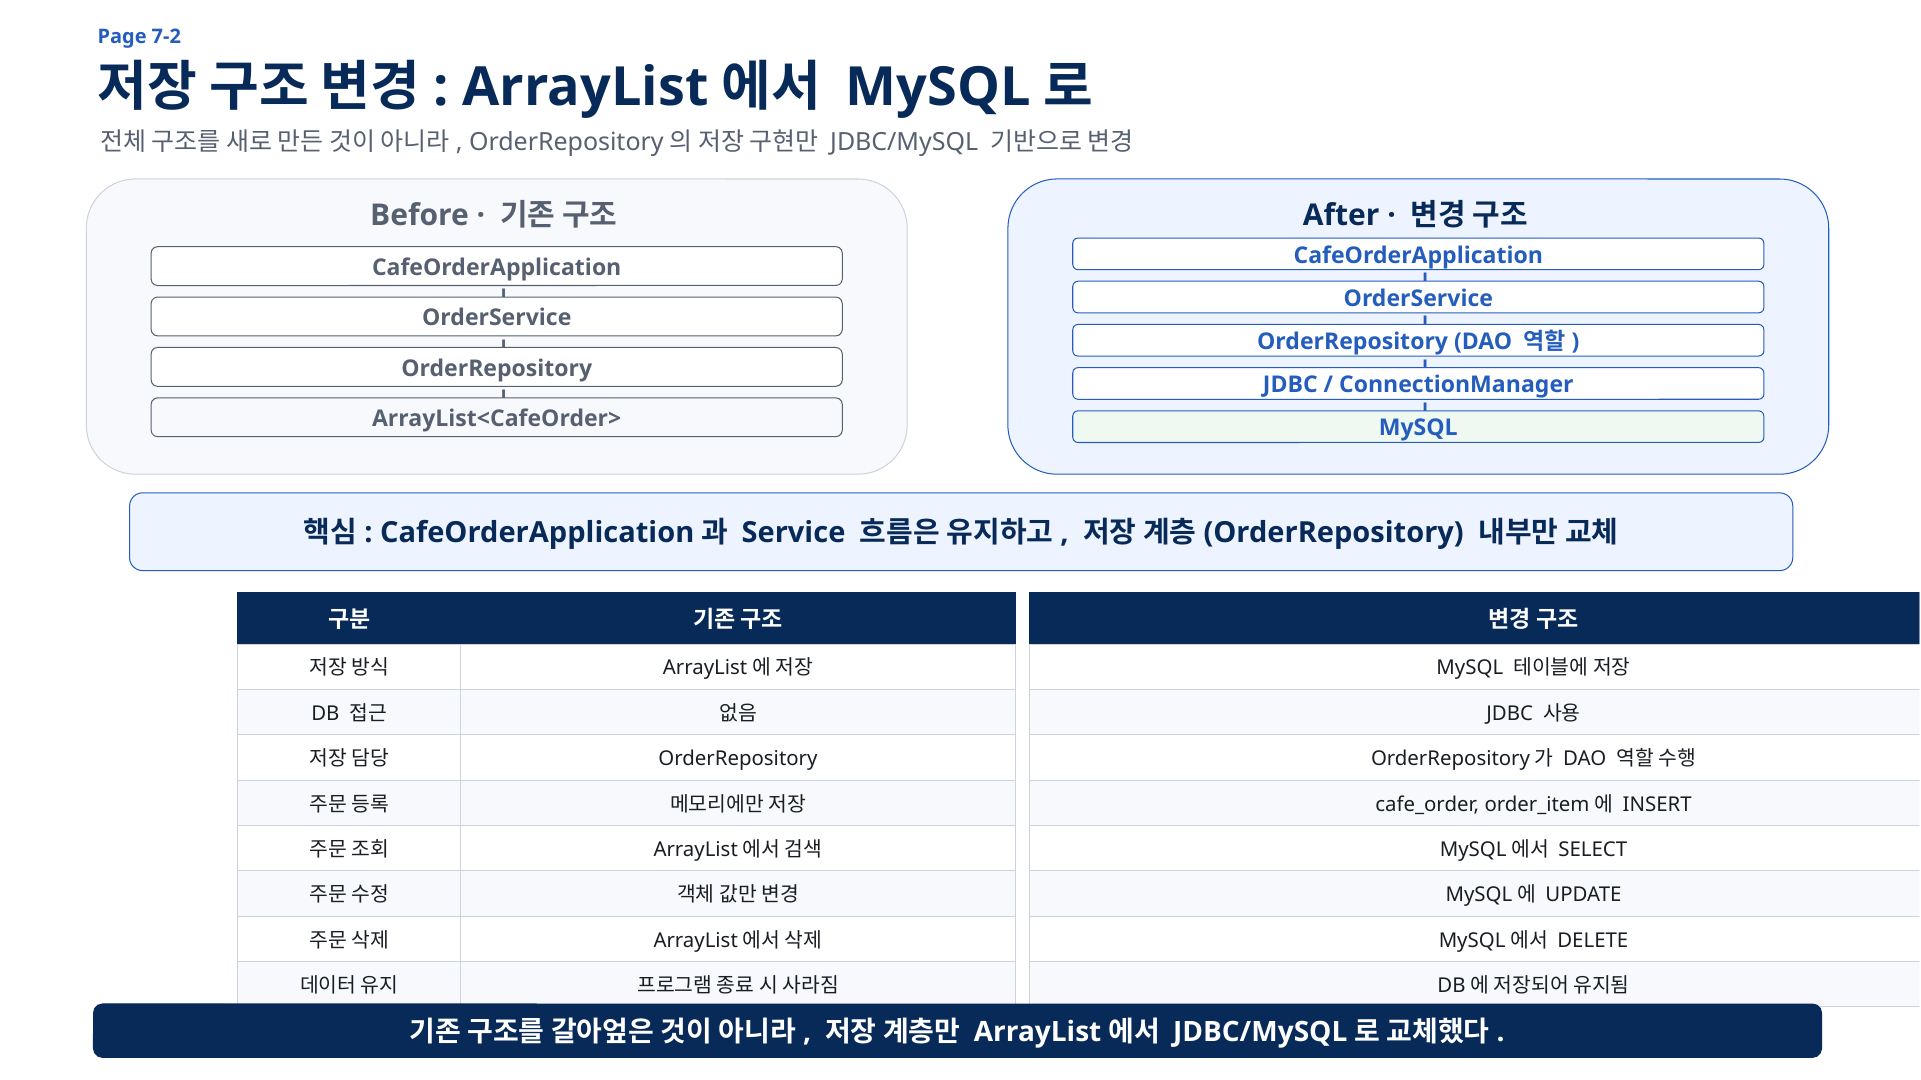 Page 7-2
저장 구조 변경 : ArrayList 에서 MySQL 로
전체 구조를 새로 만든 것이 아니라 , OrderRepository 의 저장 구현만 JDBC/MySQL 기반으로 변경
Before · 기존 구조
CafeOrderApplication
OrderService
OrderRepository
ArrayList<CafeOrder>
After · 변경 구조
CafeOrderApplication
OrderService
OrderRepository (DAO 역할 )
JDBC / ConnectionManager
MySQL
핵심 : CafeOrderApplication 과 Service 흐름은 유지하고 , 저장 계층 (OrderRepository) 내부만 교체
구분 기존 구조 변경 구조
저장 방식 ArrayList 에 저장 MySQL 테이블에 저장
DB 접근 없음 JDBC 사용
저장 담당 OrderRepository OrderRepository 가 DAO 역할 수행
주문 등록 메모리에만 저장 cafe_order, order_item 에 INSERT
주문 조회 ArrayList 에서 검색 MySQL 에서 SELECT
주문 수정 객체 값만 변경 MySQL 에 UPDATE
주문 삭제 ArrayList 에서 삭제 MySQL 에서 DELETE
데이터 유지 프로그램 종료 시 사라짐 DB 에 저장되어 유지됨
기존 구조를 갈아엎은 것이 아니라 , 저장 계층만 ArrayList 에서 JDBC/MySQL 로 교체했다 .